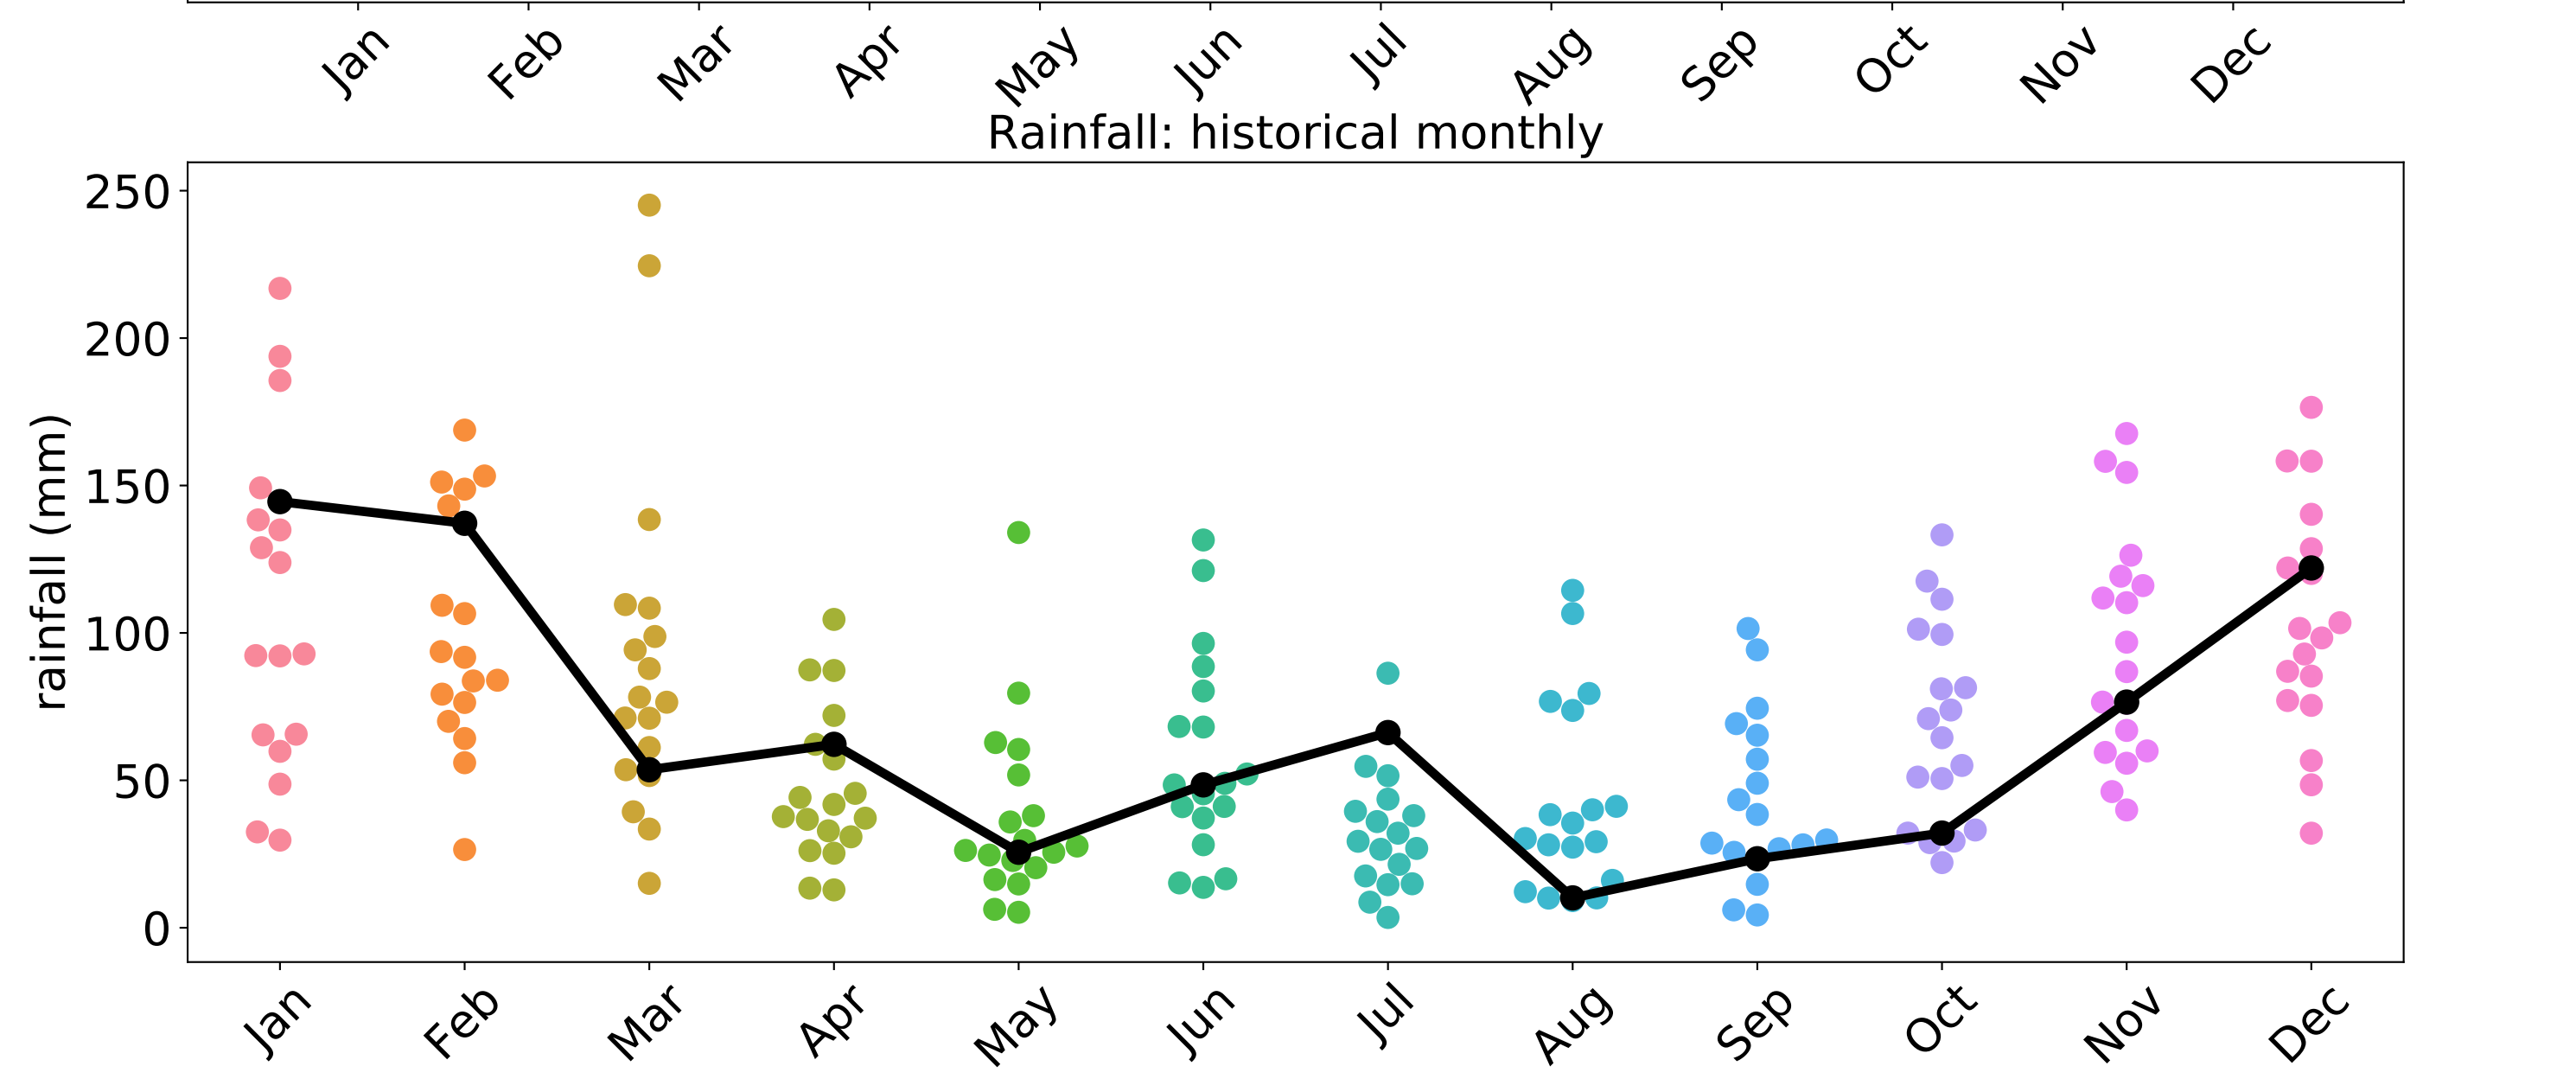 Jan Feb Mar Apr May Jun Jul Aug Sep Oct Nov Dec
Rainfall: historical monthly
rainfall (mm)
250
200
150
100
50
0
Jan Feb Mar Apr May Jun Jul Aug Sep Oct Nov Dec